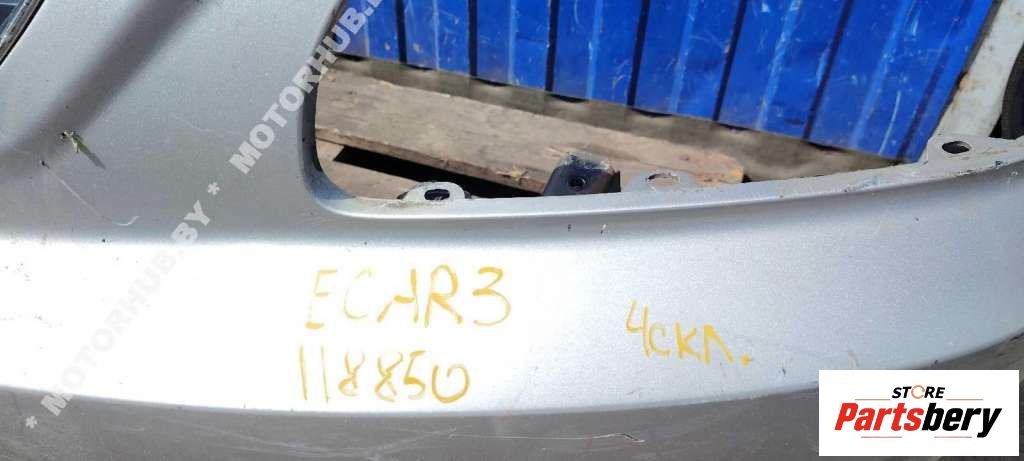 * MOTORHUB.BY * MOTORHUB.BY
ECAR3
118850
4скл.
STORE
Partsbery